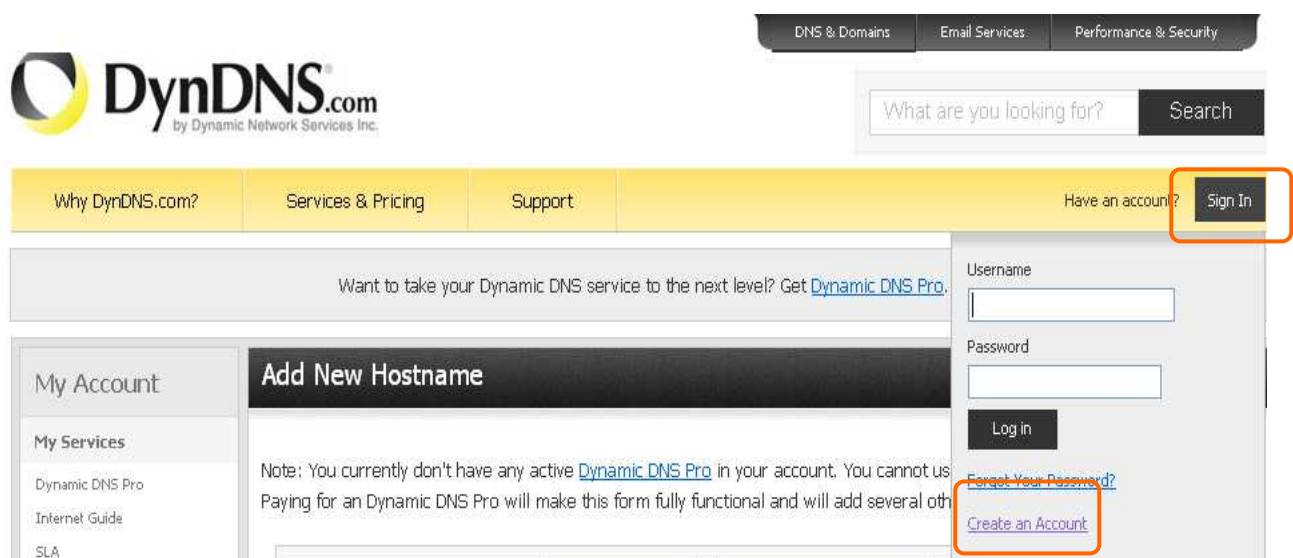 DNS & Domains Email Services Performance & Security
DynDNS.com
by Dynamic Network Services Inc.
What are you looking for? Search
Why DynDNS.com? Services & Pricing Support Have an account? Sign In
Want to take your Dynamic DNS service to the next level? Get Dynamic DNS Pro.
Username
Password
Log in
Forgot Your Password?
Create an Account
My Account
My Services
Dynamic DNS Pro
Internet Guide
SLA
Add New Hostname
Note: You currently don't have any active Dynamic DNS Pro in your account. You cannot us
Paying for an Dynamic DNS Pro will make this form fully functional and will add several oth